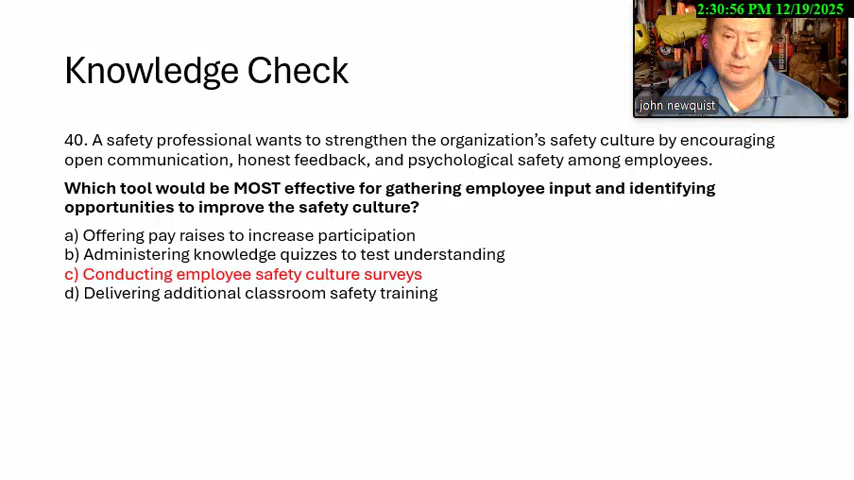 2:30:56 PM 12/19/2025
Knowledge Check
john newquist
40. A safety professional wants to strengthen the organization's safety culture by encouraging
open communication, honest feedback, and psychological safety among employees.
Which tool would be MOST effective for gathering employee input and identifying
opportunities to improve the safety culture?
a) Offering pay raises to increase participation
b) Administering knowledge quizzes to test understanding
c) Conducting employee safety culture surveys
d) Delivering additional classroom safety training